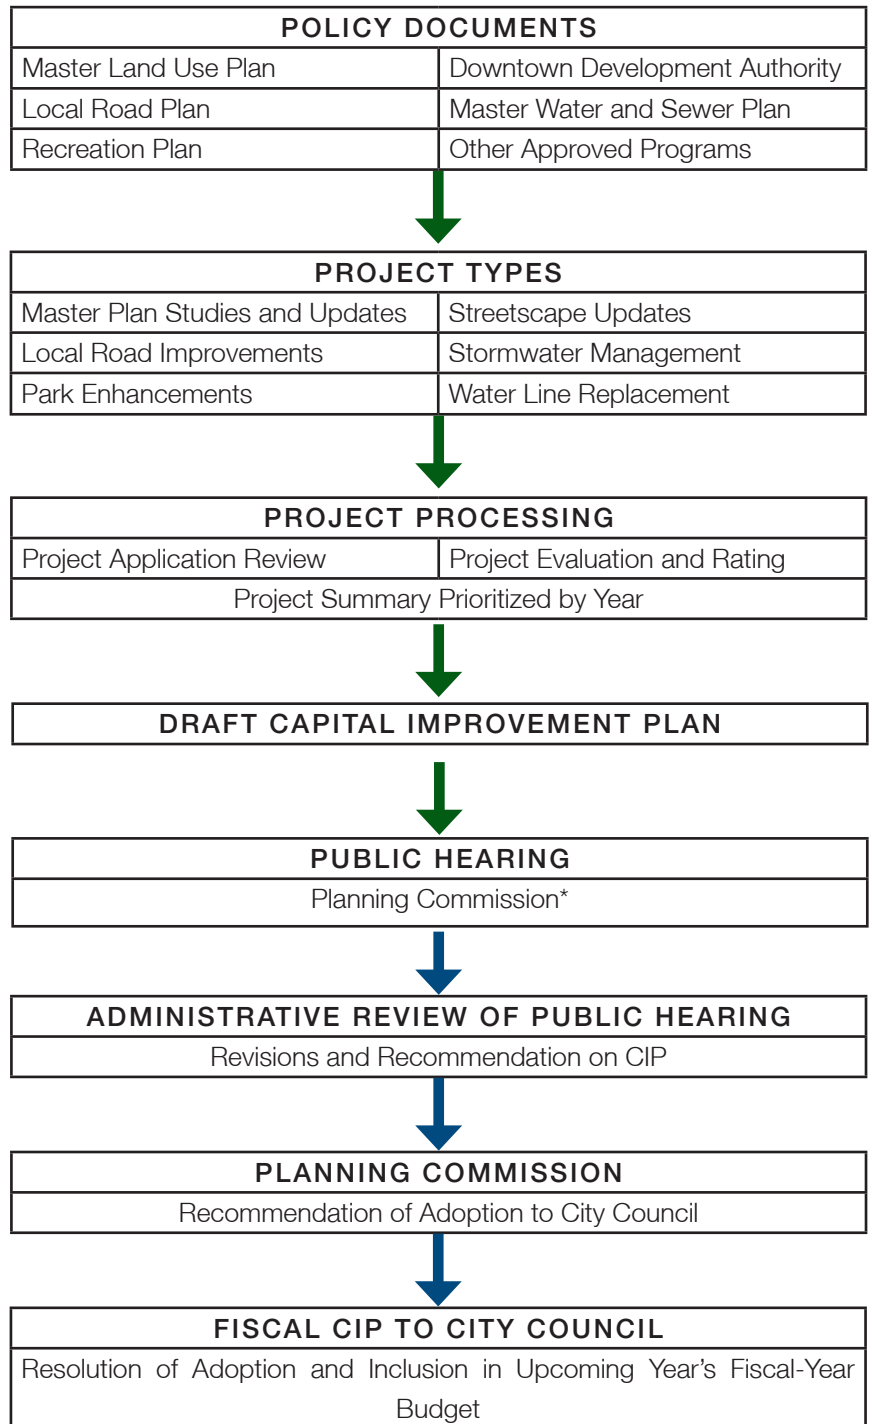 POLICY DOCUMENTS
Master Land Use Plan
Downtown Development Authority
Local Road Plan
Master Water and Sewer Plan
Recreation Plan
Other Approved Programs
PROJECT TYPES
Master Plan Studies and Updates
Streetscape Updates
Local Road Improvements
Stormwater Management
Park Enhancements
Water Line Replacement
PROJECT PROCESSING
Project Application Review
Project Evaluation and Rating
Project Summary Prioritized by Year
DRAFT CAPITAL IMPROVEMENT PLAN
PUBLIC HEARING
Planning Commission*
ADMINISTRATIVE REVIEW OF PUBLIC HEARING
Revisions and Recommendation on CIP
PLANNING COMMISSION
Recommendation of Adoption to City Council
FISCAL CIP TO CITY COUNCIL
Resolution of Adoption and Inclusion in Upcoming Year's Fiscal-Year
Budget